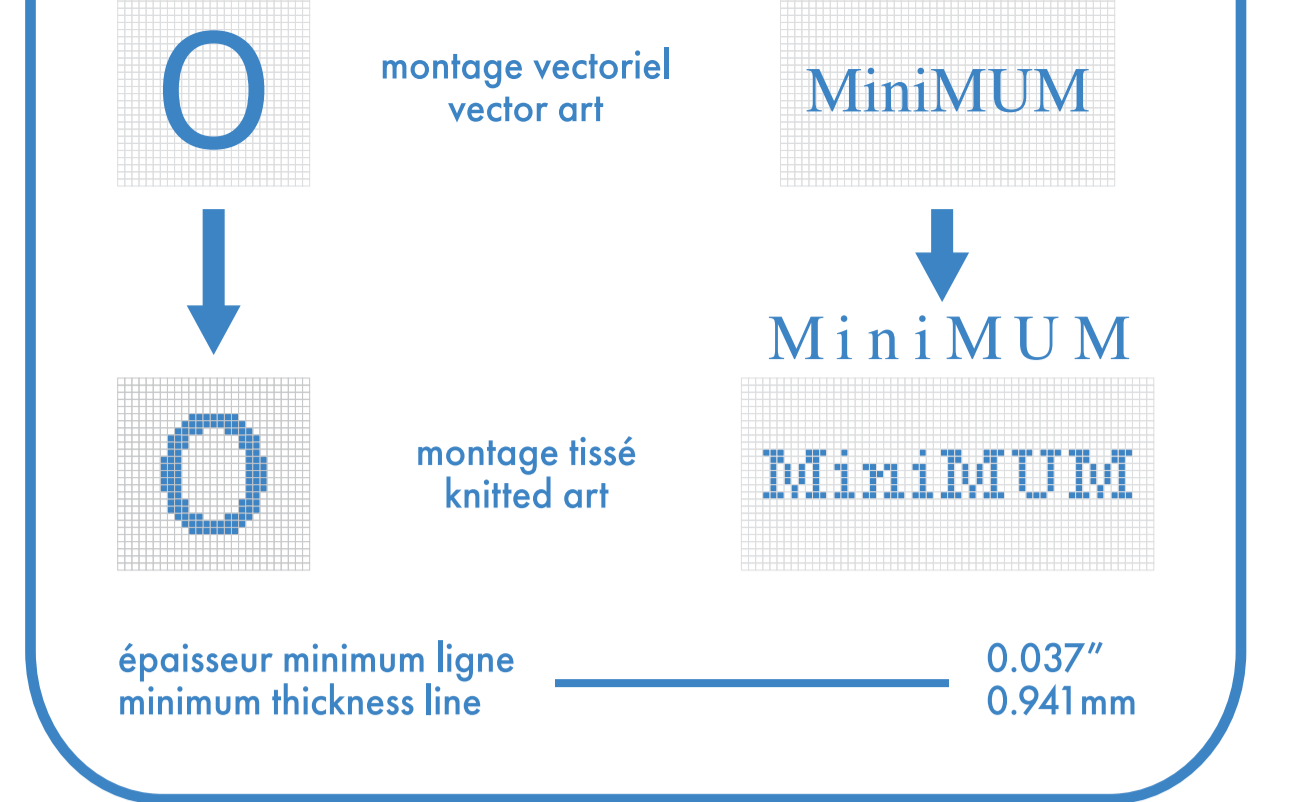 O
montage vectoriel
vector art
MiniMUM
MiniMUM
O
montage tissé
knitted art
MiniMUM
épaisseur minimum ligne
minimum thickness line
0.037"
0.941mm